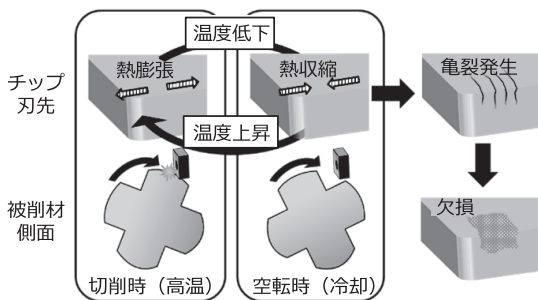 温度低下
チップ
刃先
熱膨張
熱収縮
亀裂発生
温度上昇
被削材
側面
欠損
切削時（高温）
空転時（冷却）